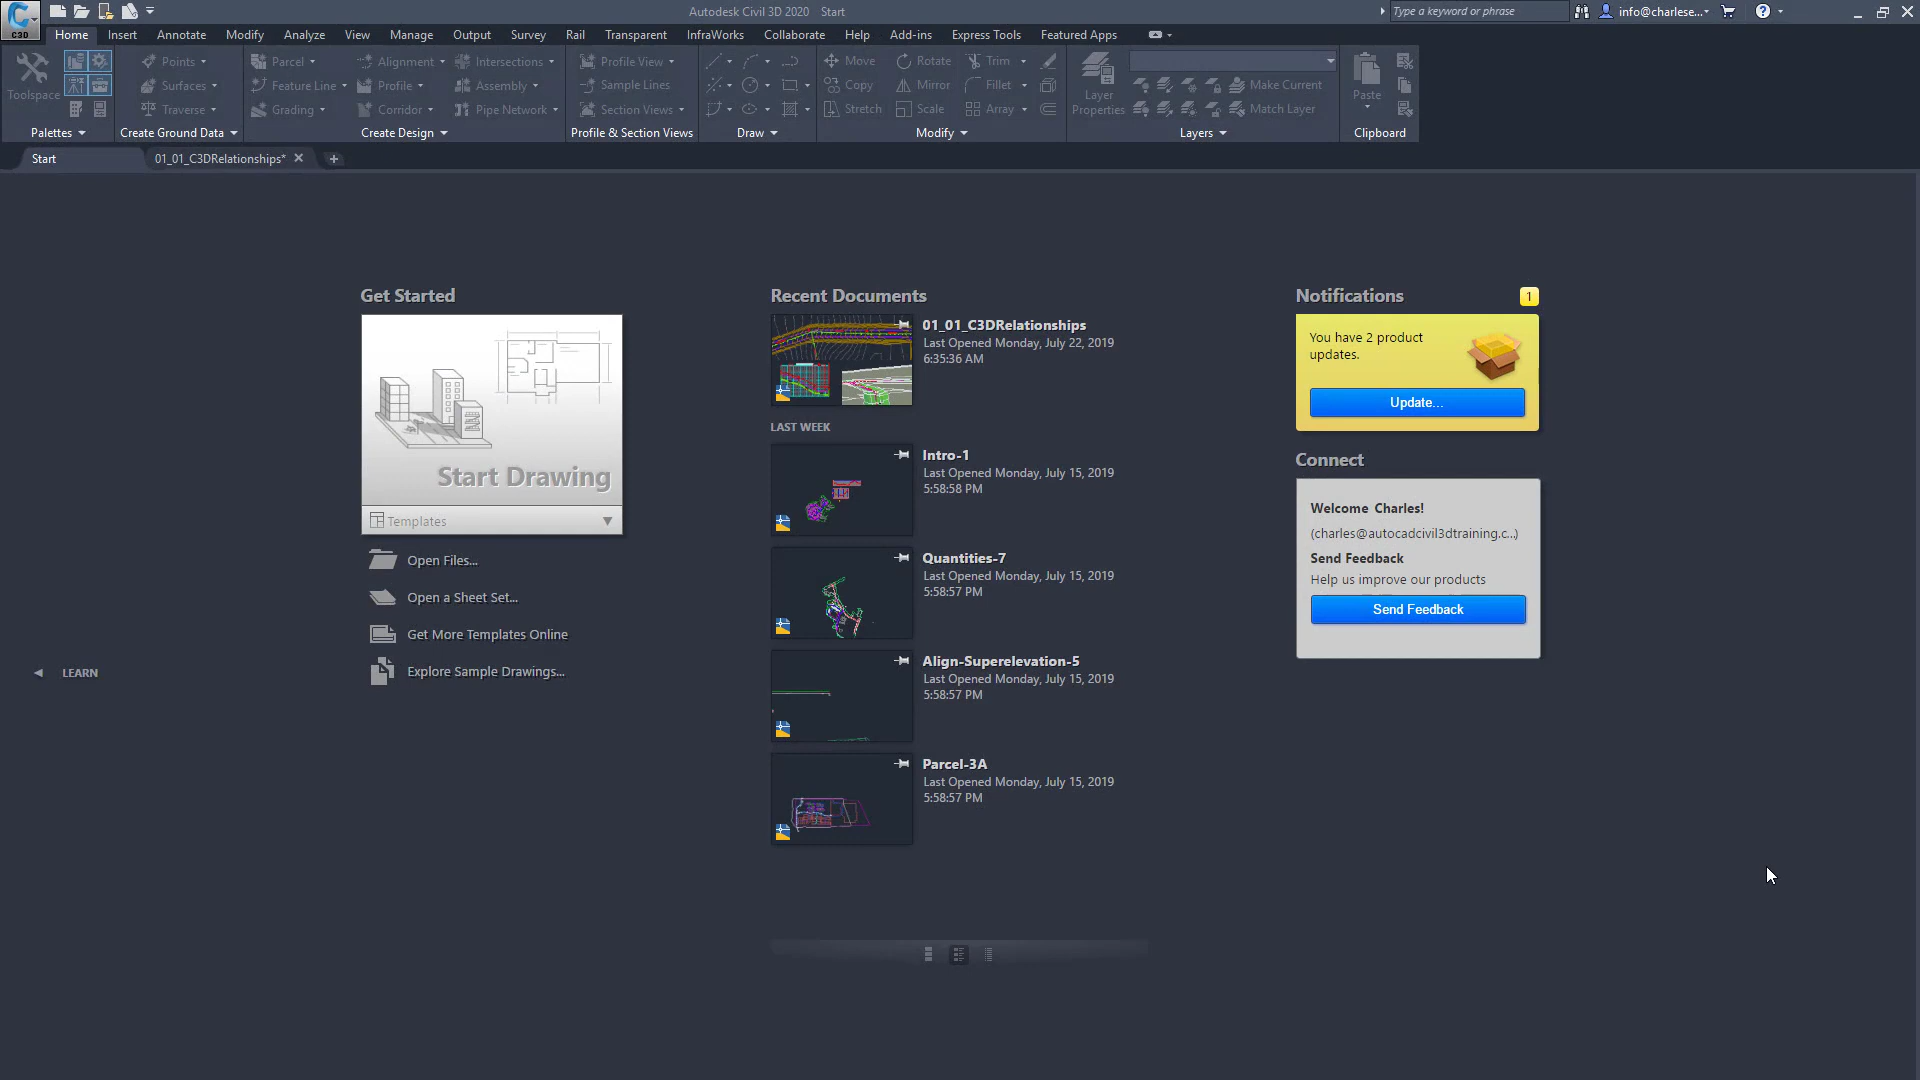 Autodesk Civil 3D 2020 Start
Type a keyword or phrase
info@charlese...
C3D
Home Insert Annotate Modify Analyze View Manage Output Survey Rail Transparent InfraWorks Collaborate Help Add-ins Express Tools Featured Apps
Toolspace
Points
Surfaces
Traverse
Parcel
Feature Line
Grading
Alignment
Profile
Corridor
Intersections
Assembly
Pipe Network
Profile View
Sample Lines
Section Views
Move
Copy
Stretch
Rotate
Mirror
Scale
Trim
Fillet
Array
Layer
Properties
Make Current
Match Layer
Paste
Palettes
Create Ground Data
Create Design
Profile & Section Views
Draw
Modify
Layers
Clipboard
Start
01_01_C3DRelationships*
Get Started
Start Drawing
Templates
Open Files...
Open a Sheet Set...
Get More Templates Online
Explore Sample Drawings...
LEARN
Recent Documents
01_01_C3DRelationships
Last Opened Monday, July 22, 2019
6:35:36 AM
LAST WEEK
Intro-1
Last Opened Monday, July 15, 2019
5:58:58 PM
Quantities-7
Last Opened Monday, July 15, 2019
5:58:57 PM
Align-Superelevation-5
Last Opened Monday, July 15, 2019
5:58:57 PM
Parcel-3A
Last Opened Monday, July 15, 2019
5:58:57 PM
Notifications
1
You have 2 product
updates.
Update...
Connect
Welcome Charles!
(charles@autocadcivil3dtraining.c...)
Send Feedback
Help us improve our products
Send Feedback